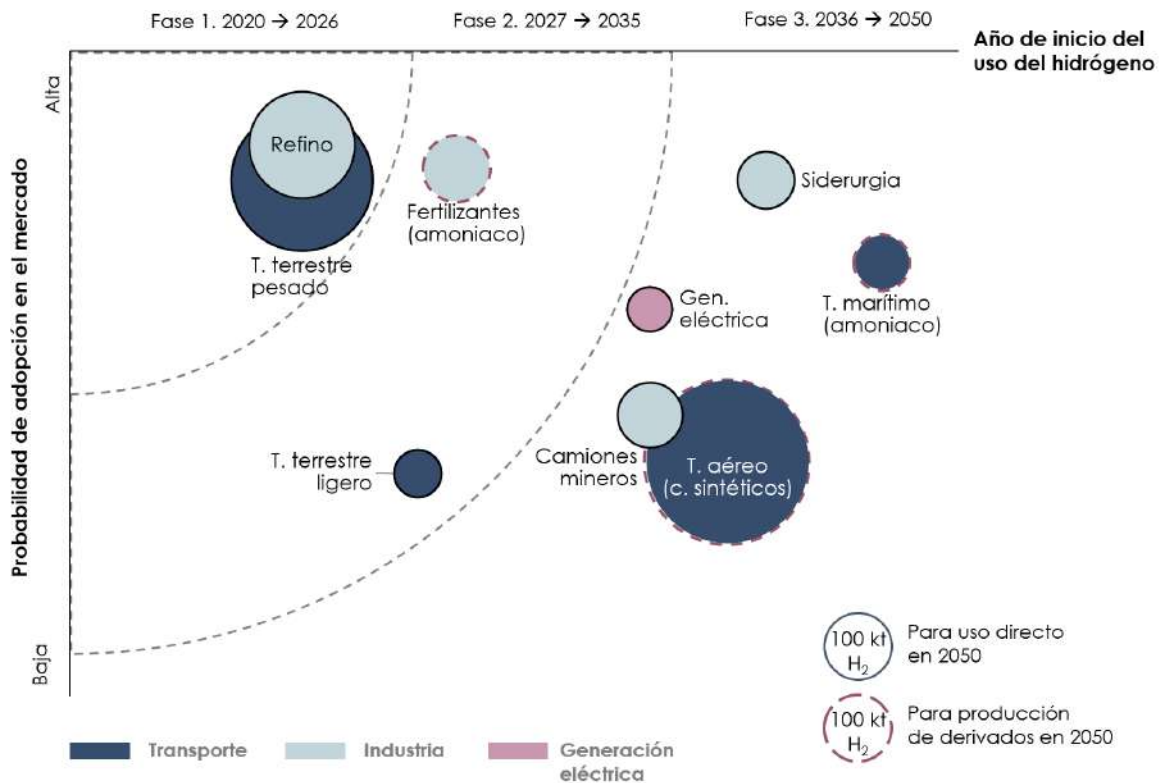 Fase 1. 2020 → 2026
Fase 2. 2027 → 2035
Fase 3. 2036 → 2050
Año de inicio del
uso del hidrógeno
Probabilidad de adopción en el mercado
Alta
Baja
Refino
T. terrestre
pesado
Fertilizantes
(amoniaco)
Siderurgia
T. marítimo
(amoniaco)
Gen.
eléctrica
Camiones
mineros
T. aéreo
(c. sintéticos)
T. terrestre
ligero
100 kt
H₂
Para uso directo
en 2050
100 kt
H₂
Para producción
de derivados en 2050
Transporte
Industria
Generación
eléctrica